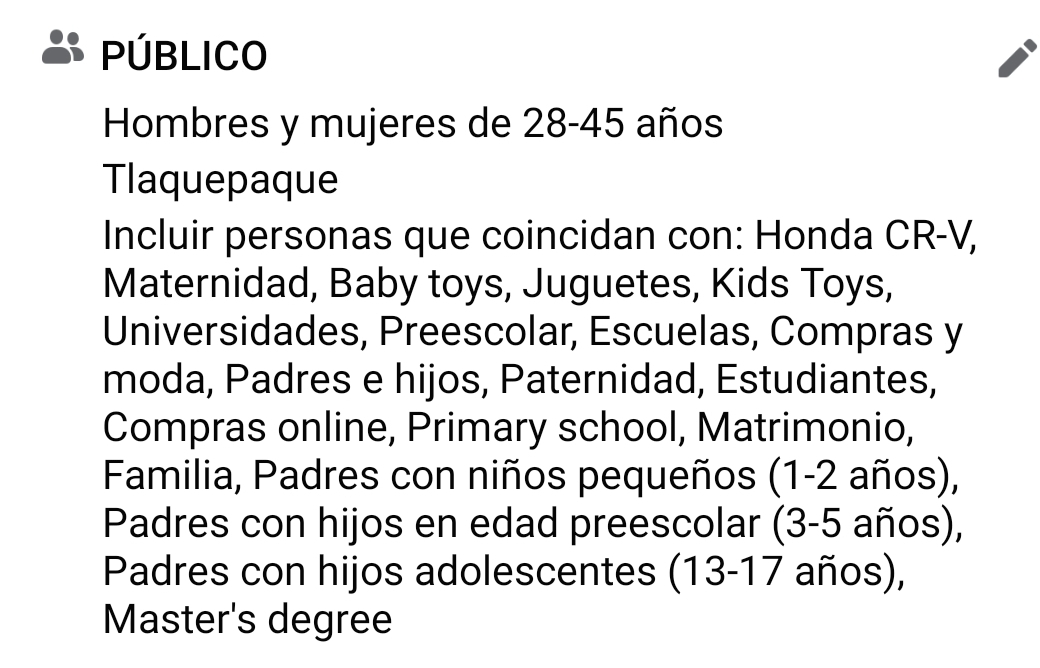 PÚBLICO
Hombres y mujeres de 28-45 años
Tlaquepaque
Incluir personas que coincidan con: Honda CR-V,
Maternidad, Baby toys, Juguetes, Kids Toys,
Universidades, Preescolar, Escuelas, Compras y
moda, Padres e hijos, Paternidad, Estudiantes,
Compras online, Primary school, Matrimonio,
Familia, Padres con niños pequeños (1-2 años),
Padres con hijos en edad preescolar (3-5 años),
Padres con hijos adolescentes (13-17 años),
Master's degree